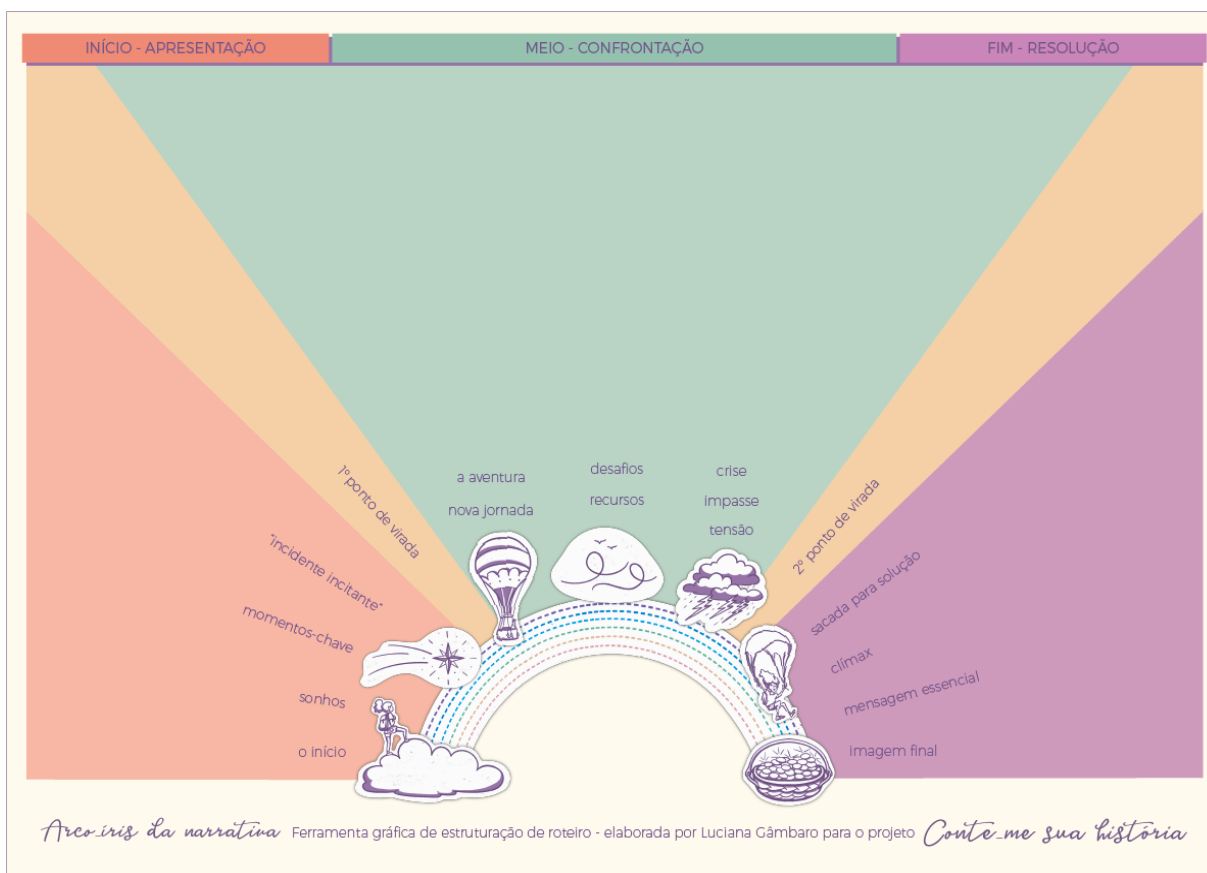 INÍCIO - APRESENTAÇÃO
MEIO - CONFRONTAÇÃO
FIM - RESOLUÇÃO
o início
sonhos
momentos-chave
"incidente incitante"
1º ponto de virada
a aventura
nova jornada
desafios
recursos
crise
impasse
tensão
2º ponto de virada
sacada para solução
clímax
mensagem essencial
imagem final
Arco-íris da narrativa Ferramenta gráfica de estruturação de roteiro - elaborada por Luciana Gâmbaro para o projeto Conte-me sua história